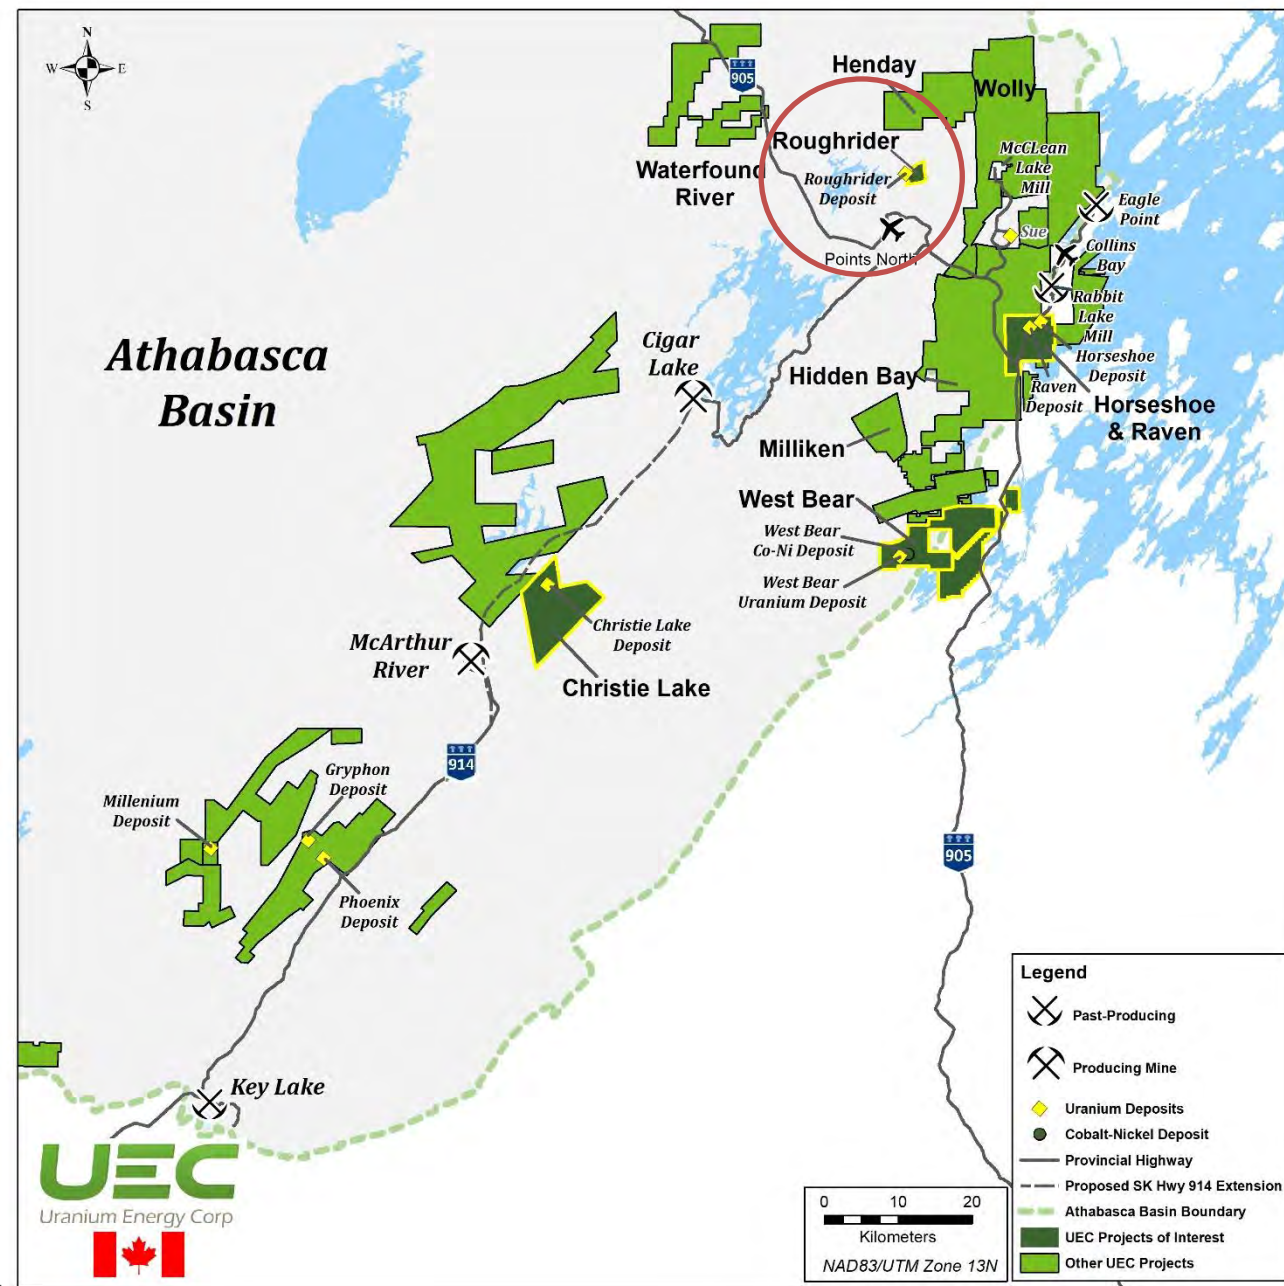 N
W
E
S
905
Henday
Wolly
Roughrider
Roughrider
Deposit
Waterfound
River
McCLean
Lake
Mill
Eagle
Point
Sue
Collins
Bay
Points North
Rabbit
Lake
Mill
Horseshoe
Deposit
Raven
Deposit
Horseshoe
& Raven
Athabasca
Basin
Cigar
Lake
Hidden Bay
Milliken
West Bear
West Bear
Co-Ni Deposit
West Bear
Uranium Deposit
Christie Lake
Deposit
McArthur
River
Christie Lake
914
Gryphon
Deposit
Millenium
Deposit
Phoenix
Deposit
905
Key Lake
UEC
Uranium Energy Corp
0 10 20
Kilometers
NAD83/UTM Zone 13N
Legend
Past-Producing
Producing Mine
Uranium Deposits
Cobalt-Nickel Deposit
Provincial Highway
Proposed SK Hwy 914 Extension
Athabasca Basin Boundary
UEC Projects of Interest
Other UEC Projects